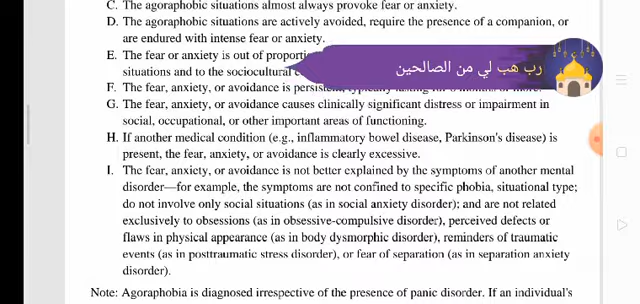 C. The agoraphobic situations almost always provoke fear or anxiety.
D. The agoraphobic situations are actively avoided, require the presence of a companion, or
are endured with intense fear or anxiety.
E. The fear or anxiety is out of proporti
situations and to the sociocultural
رب هب لي من الصالحين
F. The fear, anxiety, or avoidance is persistent, typically lasting for 6 months or more.
G. The fear, anxiety, or avoidance causes clinically significant distress or impairment in
social, occupational, or other important areas of functioning.
H. If another medical condition (e.g., inflammatory bowel disease, Parkinson's disease) is
present, the fear, anxiety, or avoidance is clearly excessive.
I. The fear, anxiety, or avoidance is not better explained by the symptoms of another mental
disorder—for example, the symptoms are not confined to specific phobia, situational type;
do not involve only social situations (as in social anxiety disorder); and are not related
exclusively to obsessions (as in obsessive-compulsive disorder), perceived defects or
flaws in physical appearance (as in body dysmorphic disorder), reminders of traumatic
events (as in posttraumatic stress disorder), or fear of separation (as in separation anxiety
disorder).
Note: Agoraphobia is diagnosed irrespective of the presence of panic disorder. If an individual's